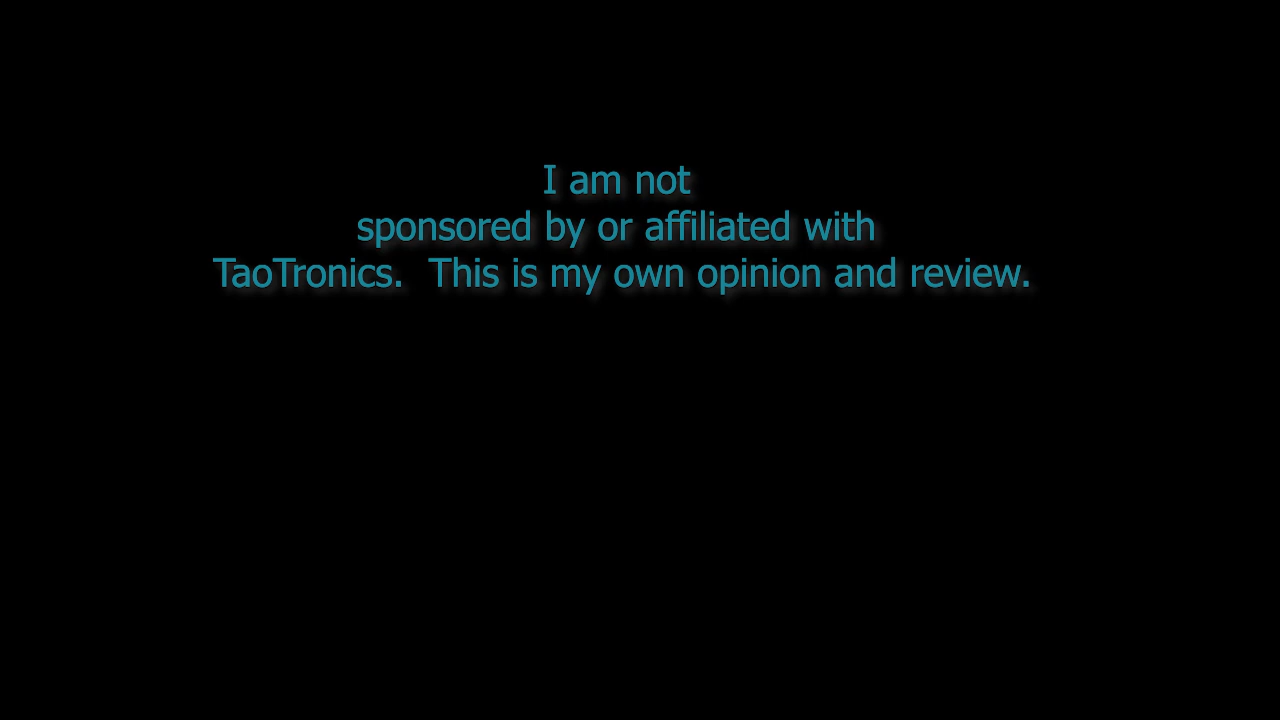 I am not
sponsored by or affiliated with
TaoTronics.  This is my own opinion and review.